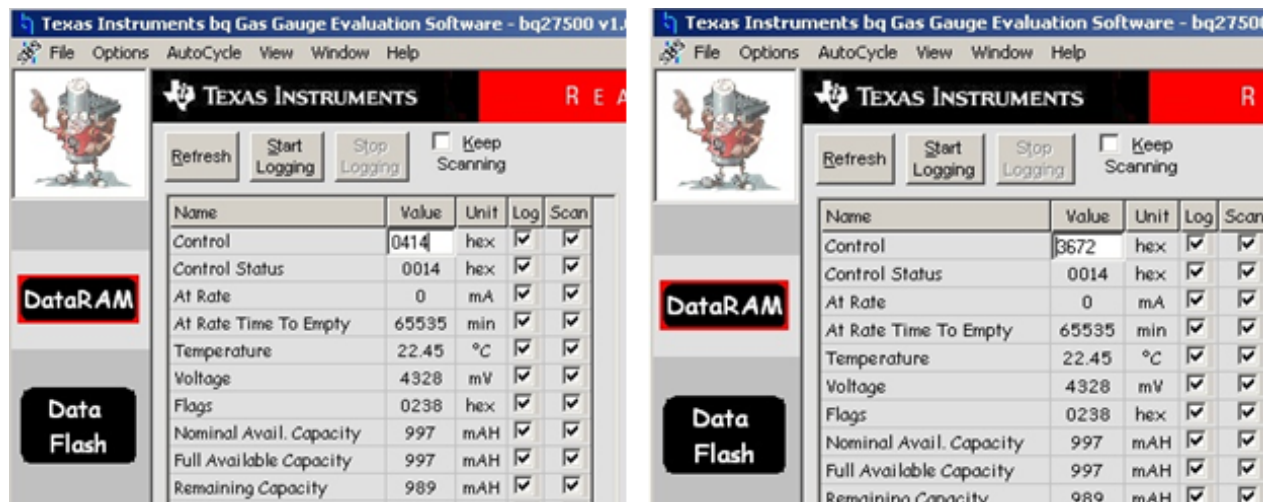 Texas Instruments bq Gas Gauge Evaluation Software - bq27500 v1.
File Options AutoCycle View Window Help
TEXAS INSTRUMENTS R E A
Refresh Start Logging Stop Logging Keep Scanning
Name Value Unit Log Scan
Control 0414 hex
Control Status 0014 hex
At Rate 0 mA
At Rate Time To Empty 65535 min
Temperature 22.45 °C
Voltage 4328 mV
Flags 0238 hex
Nominal Avail. Capacity 997 mAH
Full Available Capacity 997 mAH
Remaining Capacity 989 mAH
DataRAM
Data
Flash
Texas Instruments bq Gas Gauge Evaluation Software - bq27500
File Options AutoCycle View Window Help
TEXAS INSTRUMENTS R
Refresh Start Logging Stop Logging Keep Scanning
Name Value Unit Log Scan
Control 3672 hex
Control Status 0014 hex
At Rate 0 mA
At Rate Time To Empty 65535 min
Temperature 22.45 °C
Voltage 4328 mV
Flags 0238 hex
Nominal Avail. Capacity 997 mAH
Full Available Capacity 997 mAH
Remaining Capacity 989 mAH
DataRAM
Data
Flash